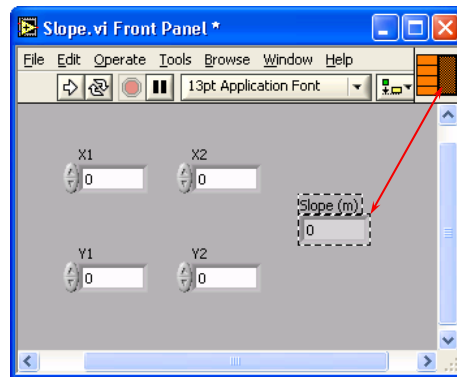 Slope.vi Front Panel *
File Edit Operate Tools Browse Window Help
13pt Application Font
X1 X2
0 0
Slope (m)
0
Y1 Y2
0 0